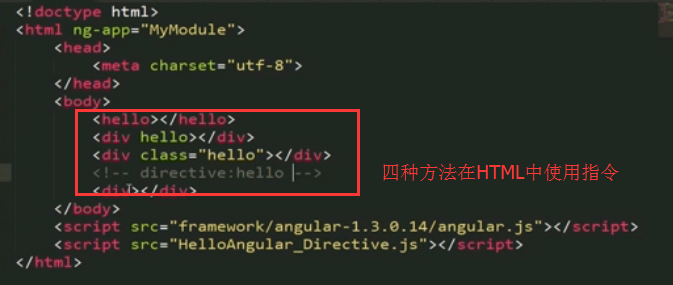 <!doctype html>
<html ng-app="MyModule">
<head>
<meta charset="utf-8">
</head>
<body>
<hello></hello>
<div hello></div>
<div class="hello"></div>
<!-- directive:hello -->
四种方法在HTML中使用指令
<div></div>
</body>
<script src="framework/angular-1.3.0.14/angular.js"></script>
<script src="HelloAngular_Directive.js"></script>
</html>